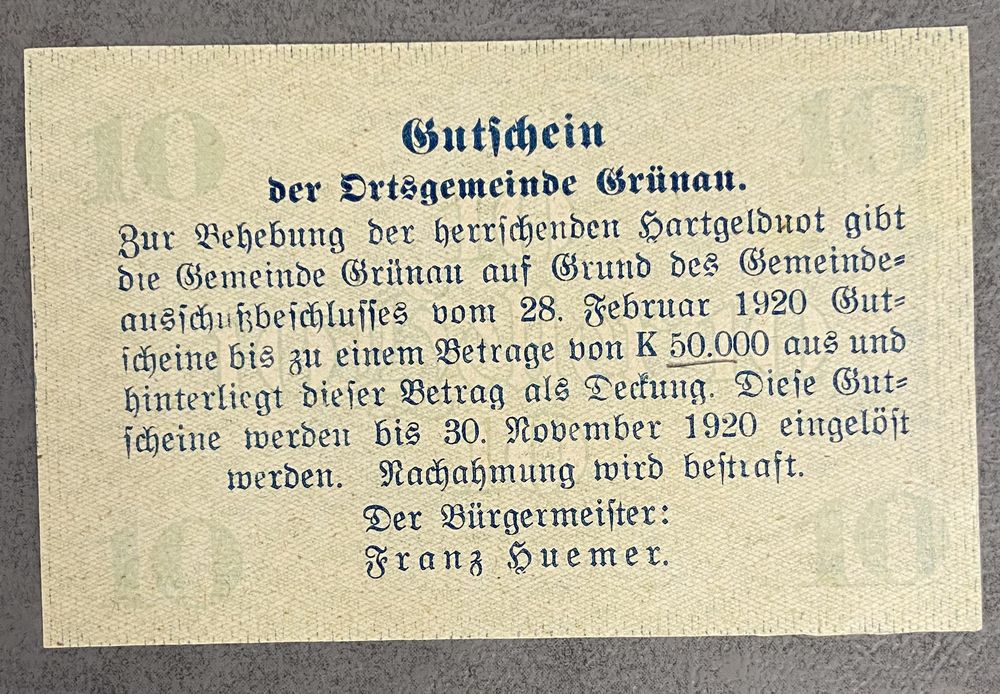 Gutschein
der Ortsgemeinde Grünau.
Zur Behebung der herrschenden Hartgeldnot gibt
die Gemeinde Grünau auf Grund des Gemeinde-
ausschußbeschlusses vom 28. Februar 1920 Gut-
scheine bis zu einem Betrage von K 50.000 aus und
hinterliegt dieser Betrag als Deckung. Diese Gut-
scheine werden bis 30. November 1920 eingelöst
werden. Nachahmung wird bestraft.
Der Bürgermeister:
Franz Huemer.
10
10
10
10